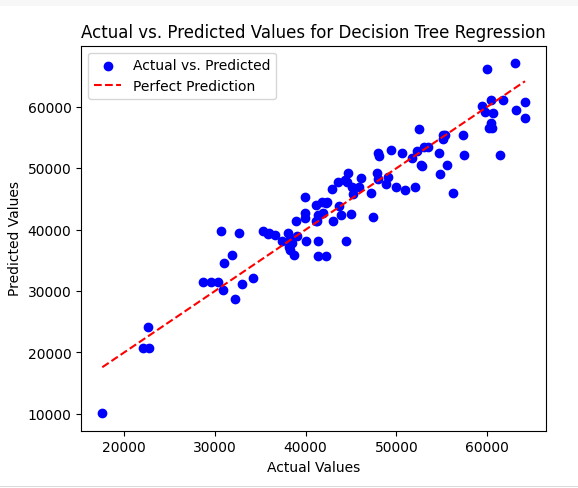 Actual vs. Predicted Values for Decision Tree Regression
Actual vs. Predicted
Perfect Prediction
60000
50000
40000
30000
20000
10000
Predicted Values
20000 30000 40000 50000 60000
Actual Values